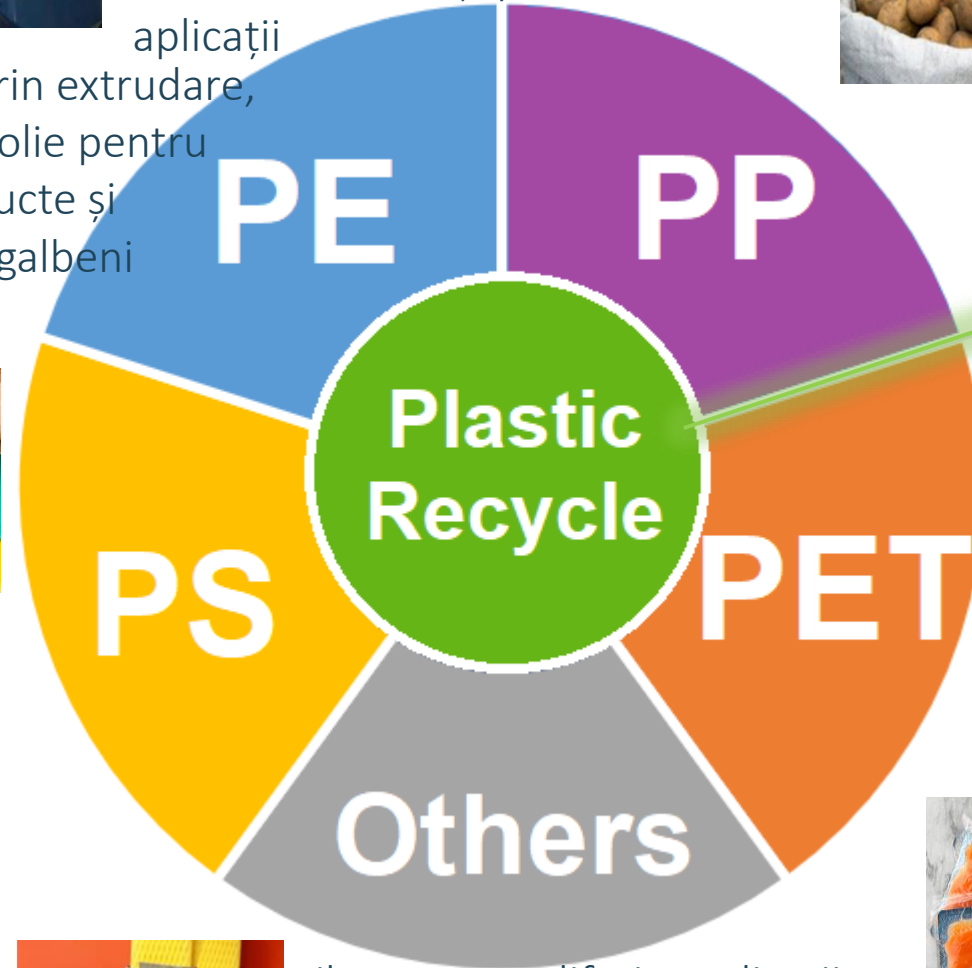 aplicații
rin extrudare,
olie pentru
ucte și
galbeni
PE
PP
Plastic
Recycle
PS
PET
Others